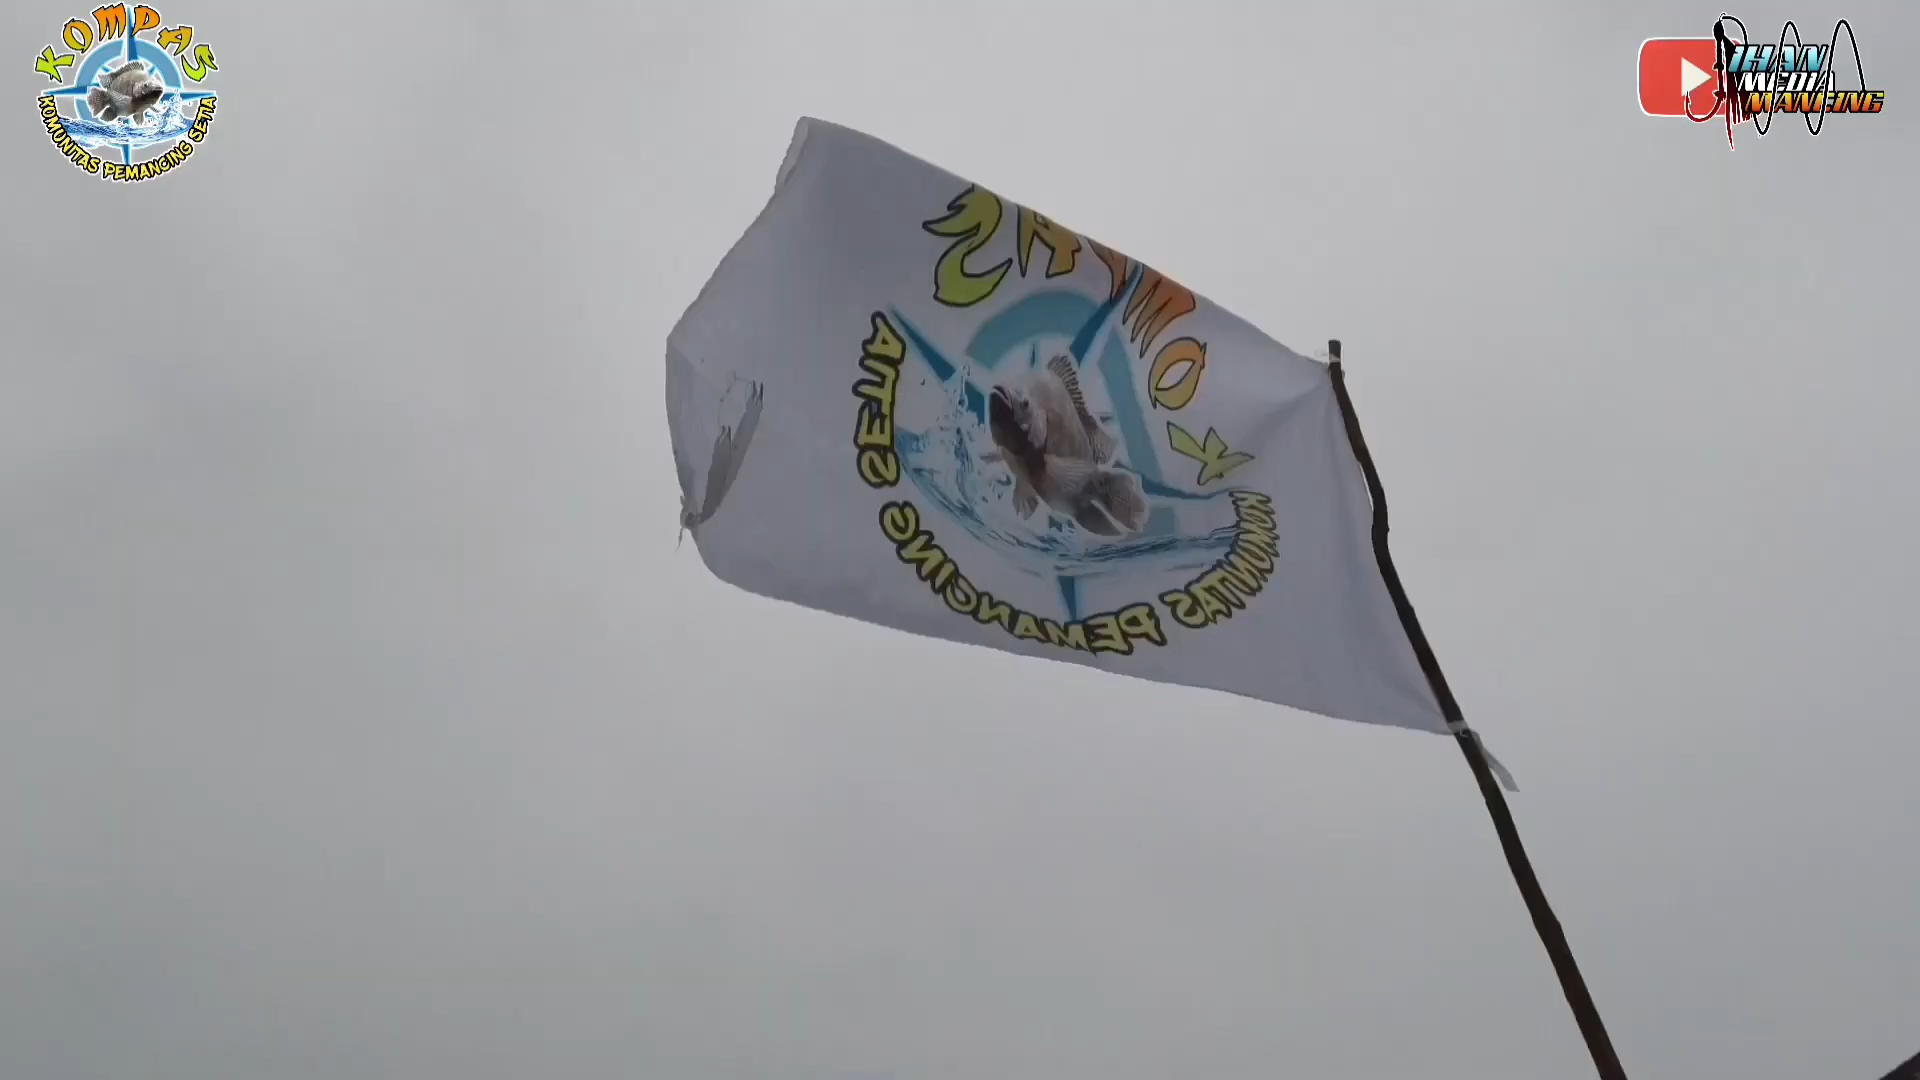 KOMPAS
KOMUNITAS PEMANCING SETIA
IHAN
MEDIA
MANCING
KOMPAS
KOMUNITAS PEMANCING SETIA